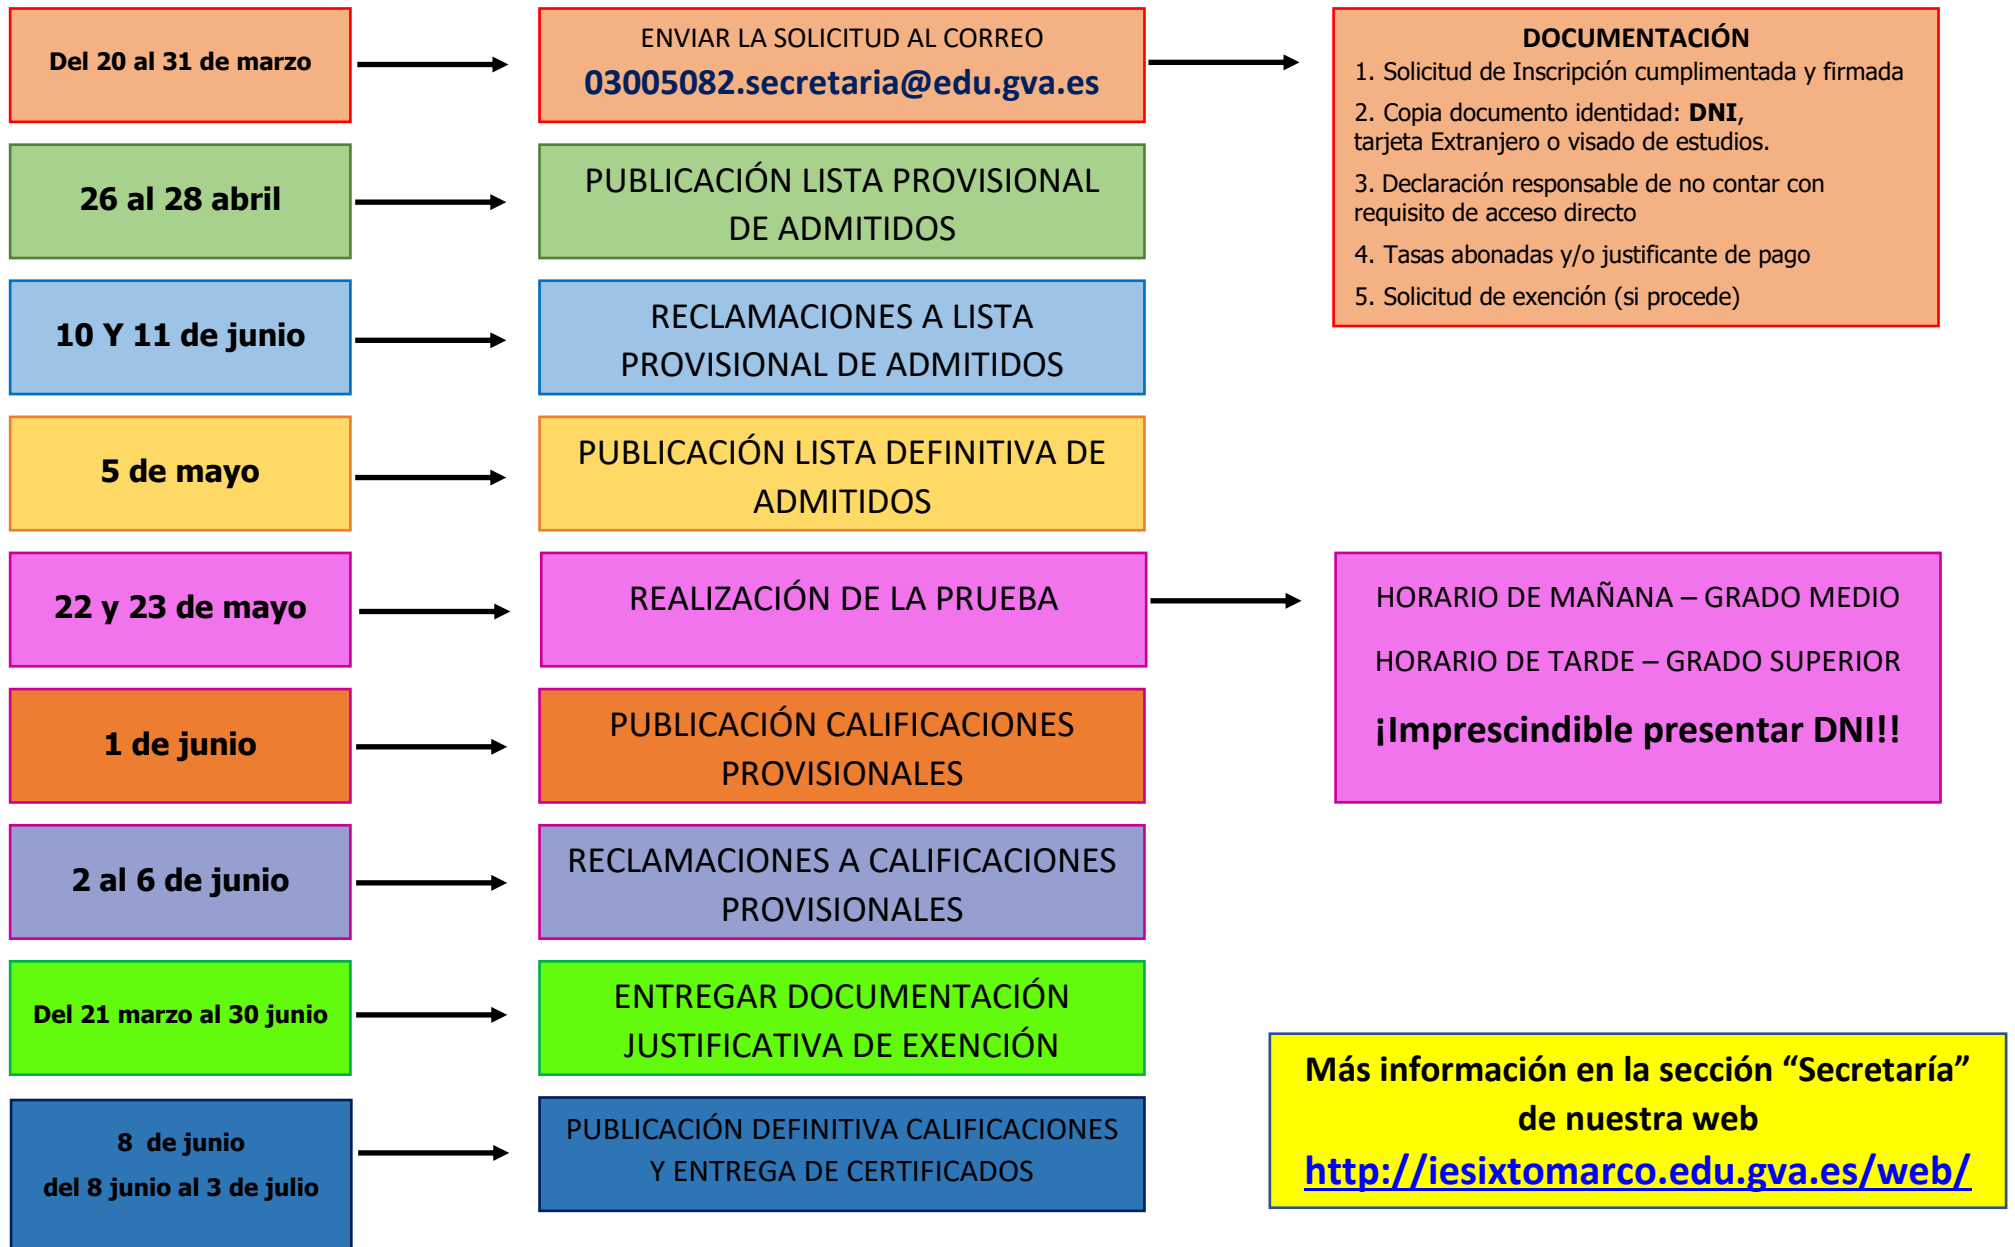 Del 20 al 31 de marzo
ENVIAR LA SOLICITUD AL CORREO
03005082.secretaria@edu.gva.es
DOCUMENTACIÓN
1. Solicitud de Inscripción cumplimentada y firmada
2. Copia documento identidad: DNI,
tarjeta Extranjero o visado de estudios.
3. Declaración responsable de no contar con
requisito de acceso directo
4. Tasas abonadas y/o justificante de pago
5. Solicitud de exención (si procede)
26 al 28 abril
PUBLICACIÓN LISTA PROVISIONAL
DE ADMITIDOS
10 Y 11 de junio
RECLAMACIONES A LISTA
PROVISIONAL DE ADMITIDOS
5 de mayo
PUBLICACIÓN LISTA DEFINITIVA DE
ADMITIDOS
22 y 23 de mayo
REALIZACIÓN DE LA PRUEBA
HORARIO DE MAÑANA – GRADO MEDIO
HORARIO DE TARDE – GRADO SUPERIOR
¡Imprescindible presentar DNI!!
1 de junio
PUBLICACIÓN CALIFICACIONES
PROVISIONALES
2 al 6 de junio
RECLAMACIONES A CALIFICACIONES
PROVISIONALES
Del 21 marzo al 30 junio
ENTREGAR DOCUMENTACIÓN
JUSTIFICATIVA DE EXENCIÓN
8 de junio
del 8 junio al 3 de julio
PUBLICACIÓN DEFINITIVA CALIFICACIONES
Y ENTREGA DE CERTIFICADOS
Más información en la sección “Secretaría”
de nuestra web
http://iesixtomarco.edu.gva.es/web/